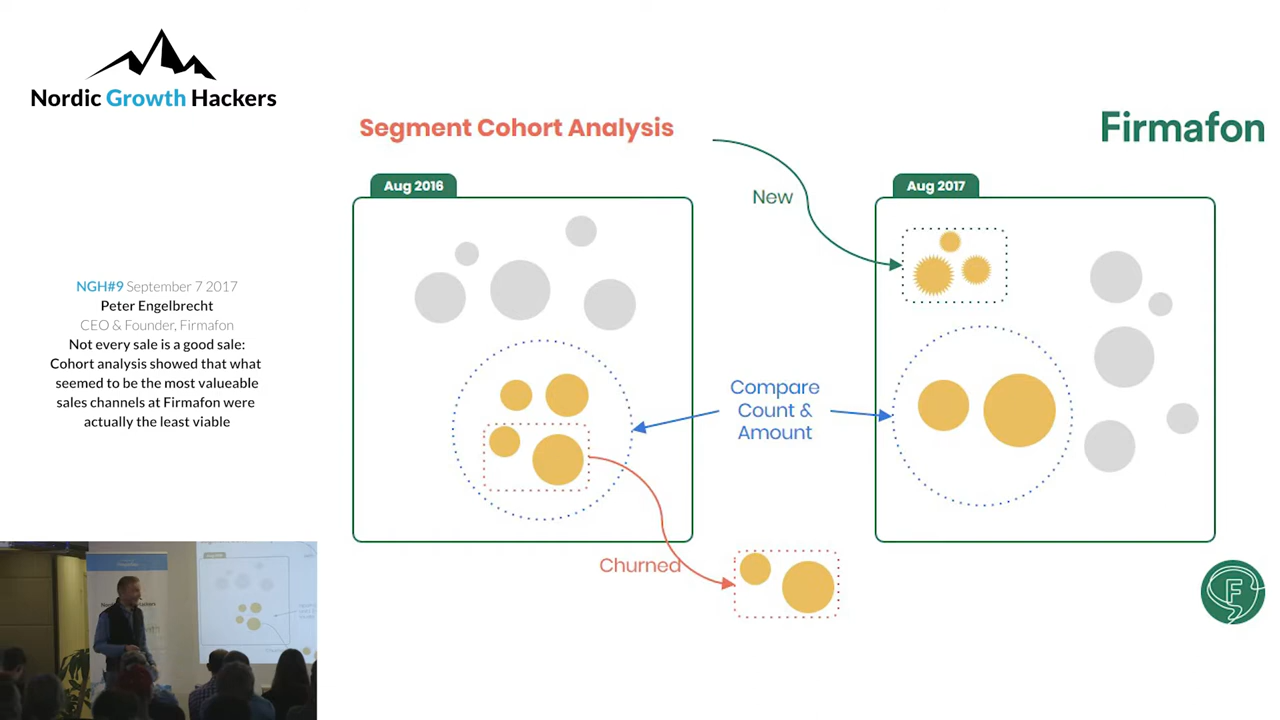 Nordic Growth Hackers
Segment Cohort Analysis
Firmafon
Aug 2016
New
Aug 2017
NGH#9 September 7 2017
Peter Engelbrecht
CEO & Founder, Firmafon
Not every sale is a good sale:
Cohort analysis showed that what
seemed to be the most valueable
sales channels at Firmafon were
actually the least viable
Compare
Count &
Amount
Churned
F